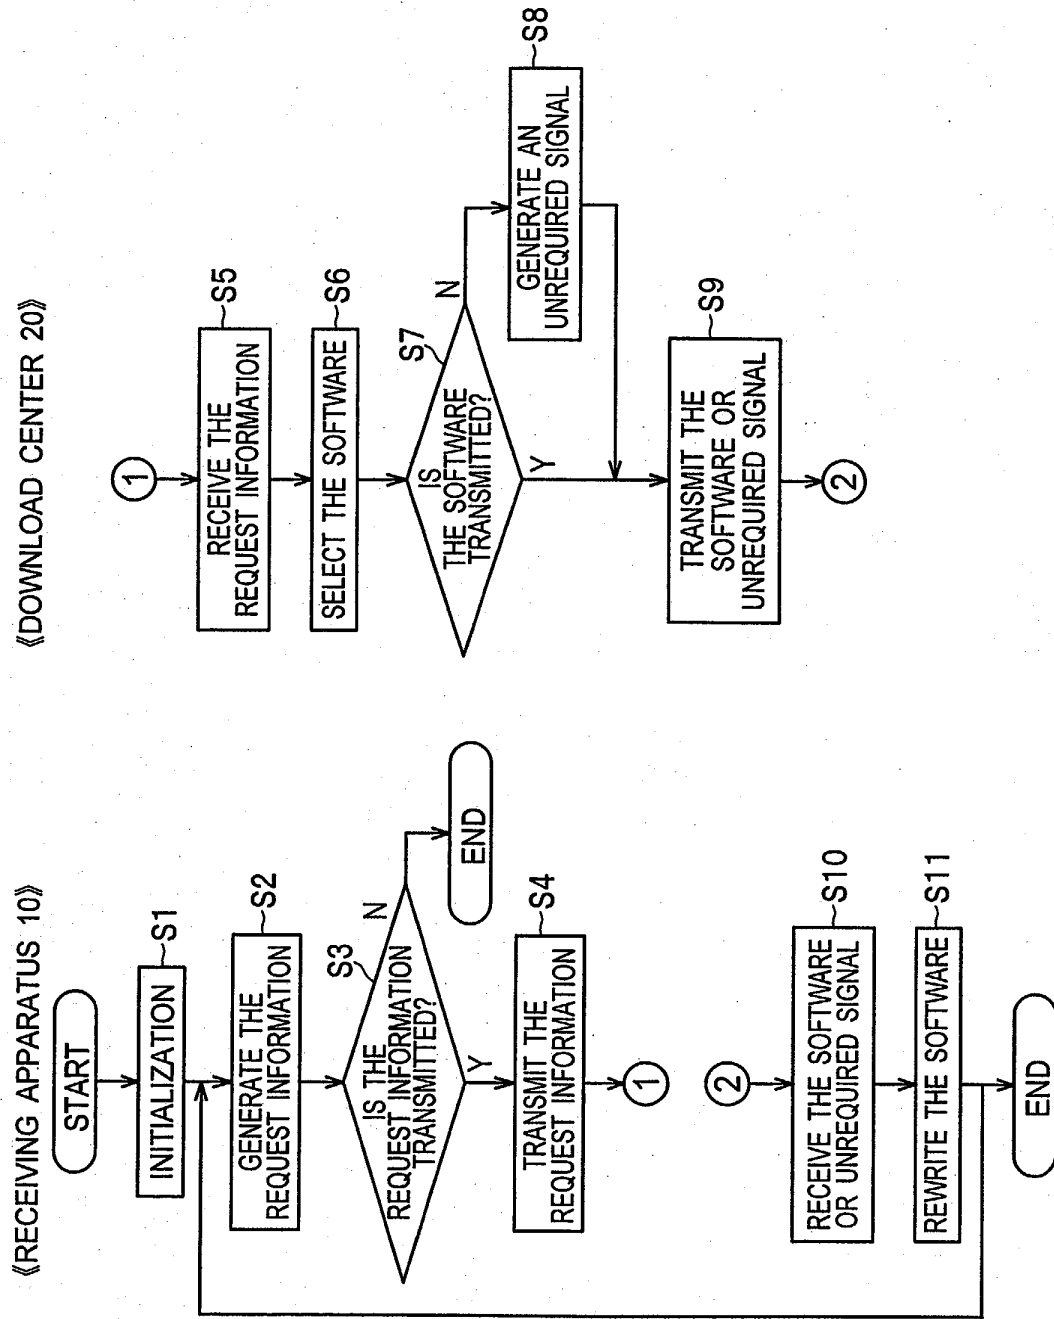 《RECEIVING APPARATUS 10》
START
INITIALIZATION
S1
GENERATE THE
REQUEST INFORMATION
S2
IS THE
REQUEST INFORMATION
TRANSMITTED?
S3
N
END
Y
TRANSMIT THE
REQUEST INFORMATION
S4
1
2
RECEIVE THE SOFTWARE
OR UNREQUIRED SIGNAL
S10
REWRITE THE SOFTWARE
S11
END
《DOWNLOAD CENTER 20》
1
RECEIVE THE
REQUEST INFORMATION
S5
SELECT THE SOFTWARE
S6
IS
THE SOFTWARE
TRANSMITTED?
S7
N
GENERATE AN
UNREQUIRED SIGNAL
S8
Y
TRANSMIT THE
SOFTWARE OR
UNREQUIRED SIGNAL
S9
2